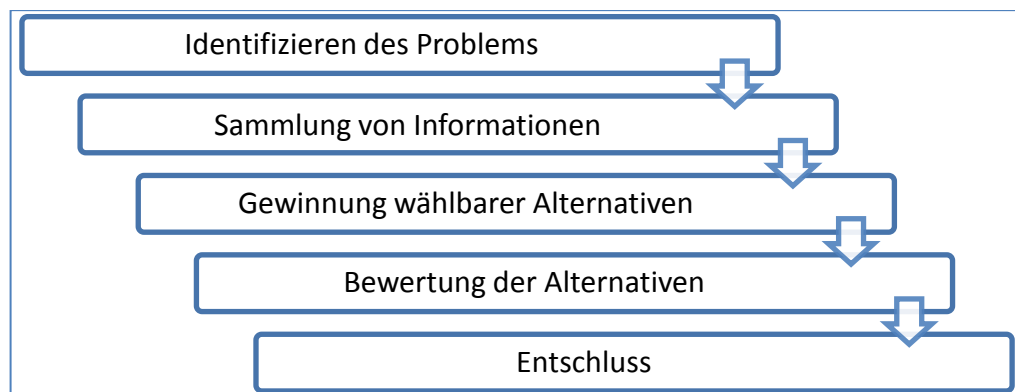 Identifizieren des Problems
Sammlung von Informationen
Gewinnung wählbarer Alternativen
Bewertung der Alternativen
Entschluss